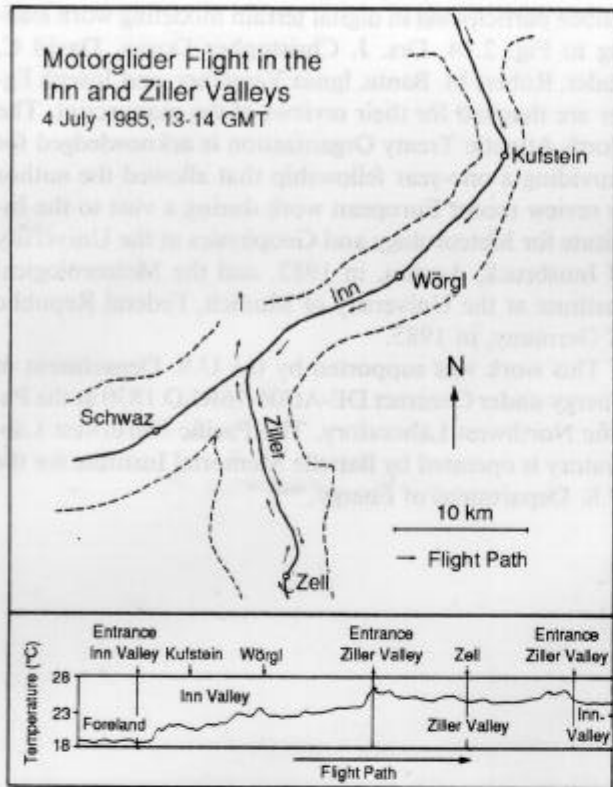 Motorglider Flight in the
Inn and Ziller Valleys
4 July 1985, 13-14 GMT
Kufstein
Wörgl
Inn
N
Schwaz
Ziller
10 km
→ Flight Path
Zell
Entrance Entrance Entrance
Inn Valley Kufstein Wörgl Ziller Valley Zell Ziller Valley
28
Inn Valley
23
Foreland Ziller Valley Inn.
Valley
18
Temperature (°C)
Flight Path